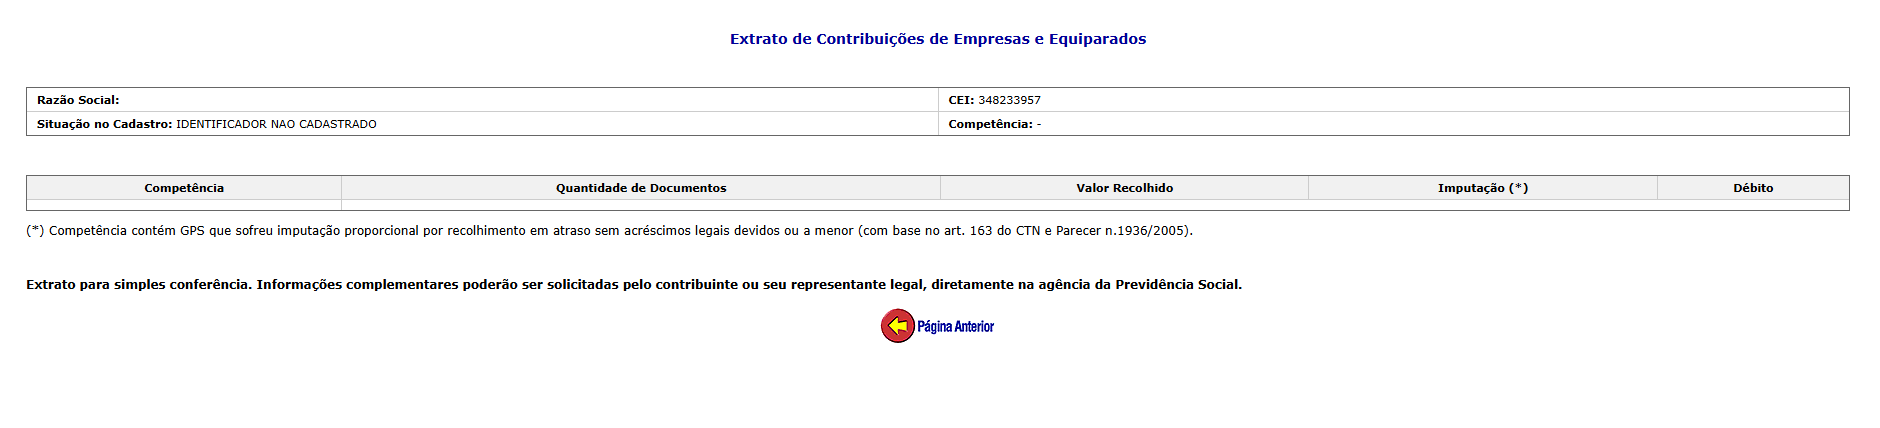 Extrato de Contribuições de Empresas e Equiparados
Razão Social:
CEI: 348233957
Situação no Cadastro: IDENTIFICADOR NAO CADASTRADO
Competência: -
Competência Quantidade de Documentos Valor Recolhido Imputação (*) Débito
(*) Competência contém GPS que sofreu imputação proporcional por recolhimento em atraso sem acréscimos legais devidos ou a menor (com base no art. 163 do CTN e Parecer n.1936/2005).
Extrato para simples conferência. Informações complementares poderão ser solicitadas pelo contribuinte ou seu representante legal, diretamente na agência da Previdência Social.
Página Anterior